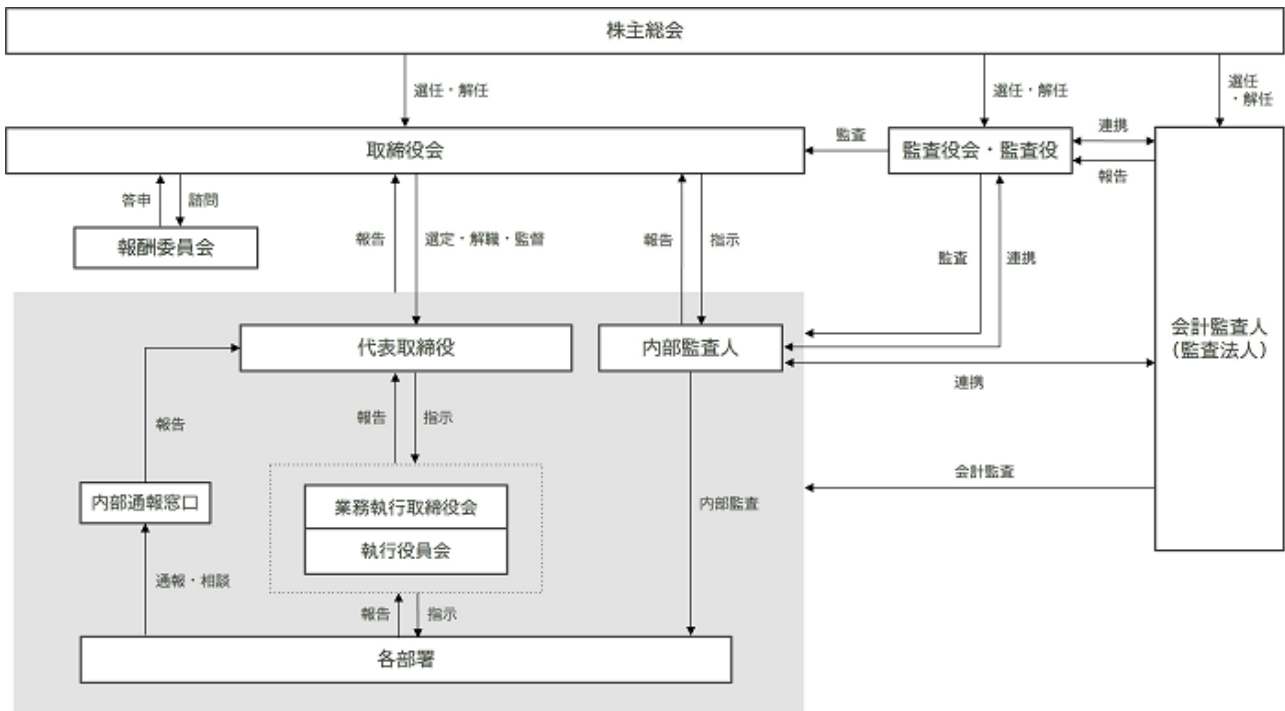 株主総会
選任・解任
選任・解任
選任
・解任
取締役会
監査
監査役会・監査役
連携
報告
答申
諮問
報酬委員会
報告
選定・解職・監督
報告
指示
監査
連携
会計監査人
（監査法人）
代表取締役
内部監査人
連携
報告
報告
指示
会計監査
内部通報窓口
業務執行取締役会
執行役員会
内部監査
通報・相談
報告
指示
各部署